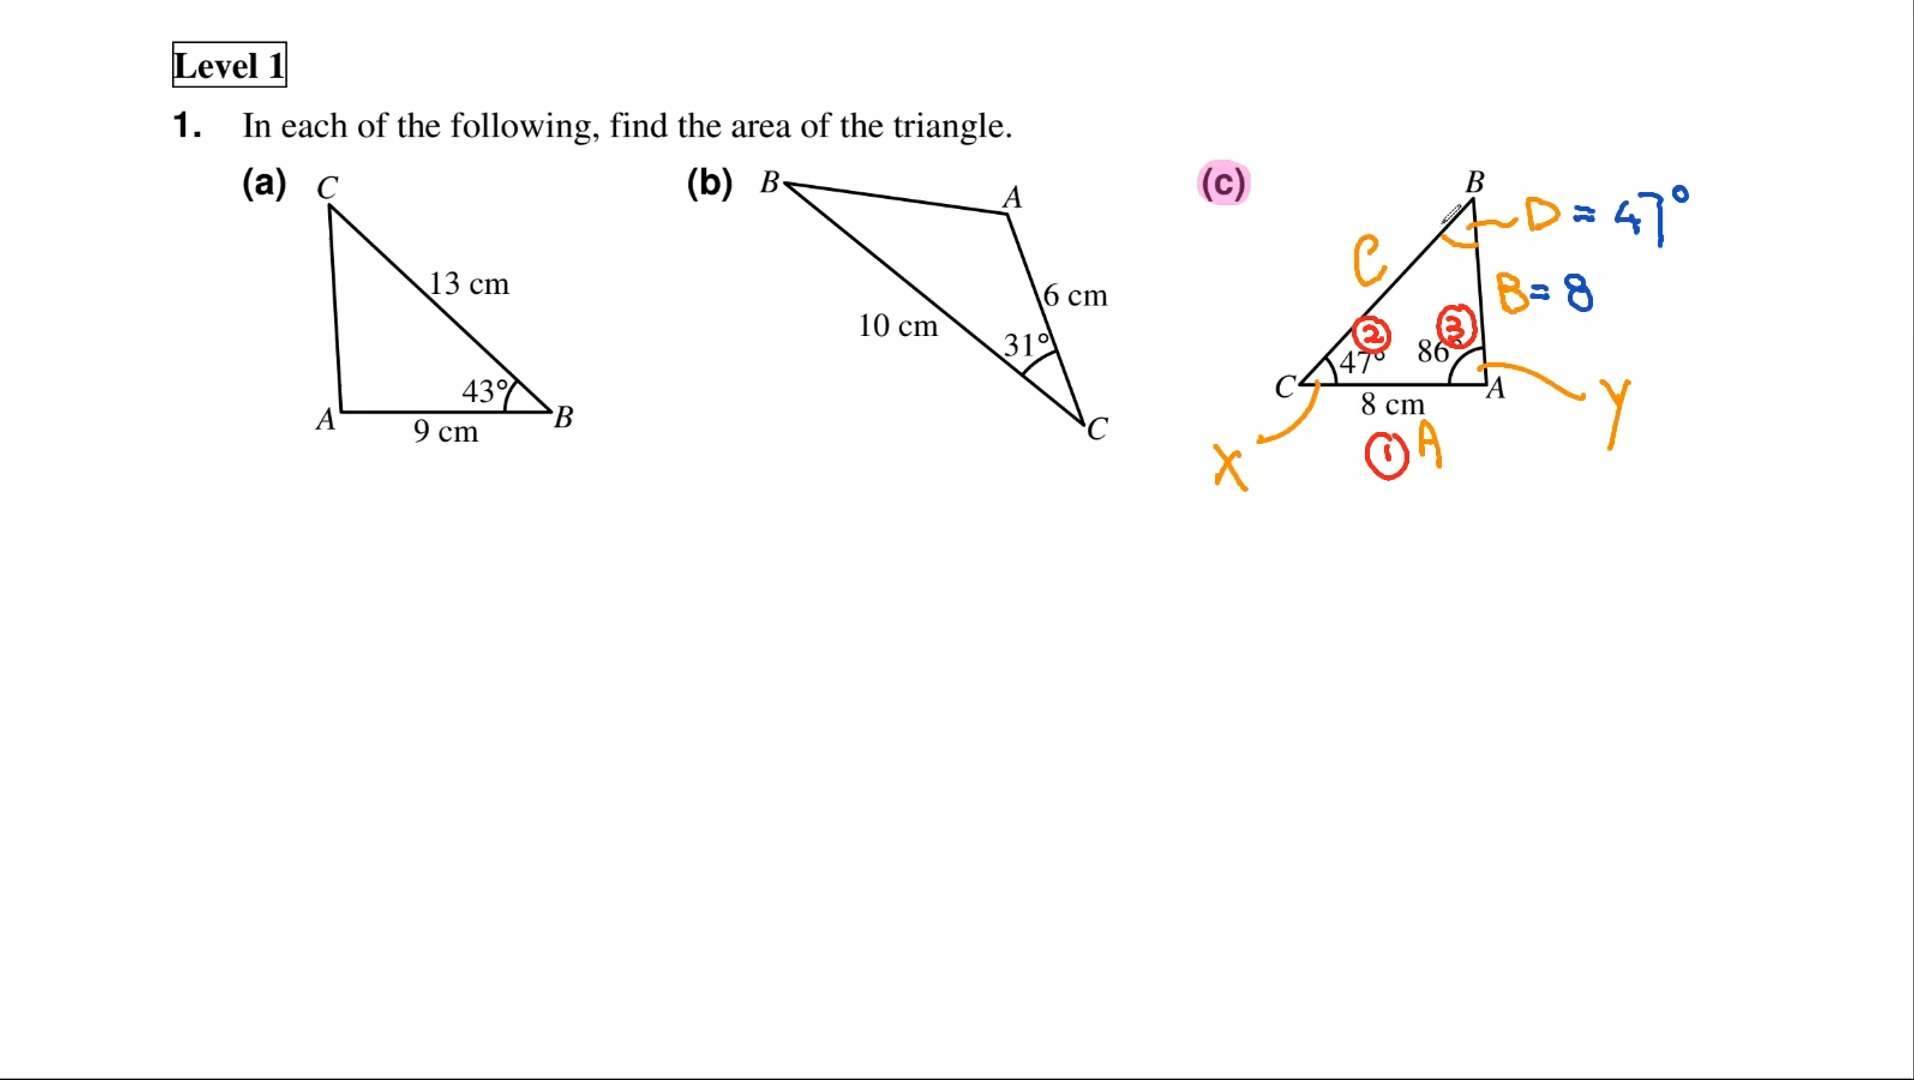 Level 1
1. In each of the following, find the area of the triangle.
(a) C
13 cm
43°
A
B
9 cm
(b) B
A
6 cm
10 cm
31°
C
(c)
B
D = 47°
C
B = 8
② ③
47° 86°
C
A
8 cm
Y
① A
X